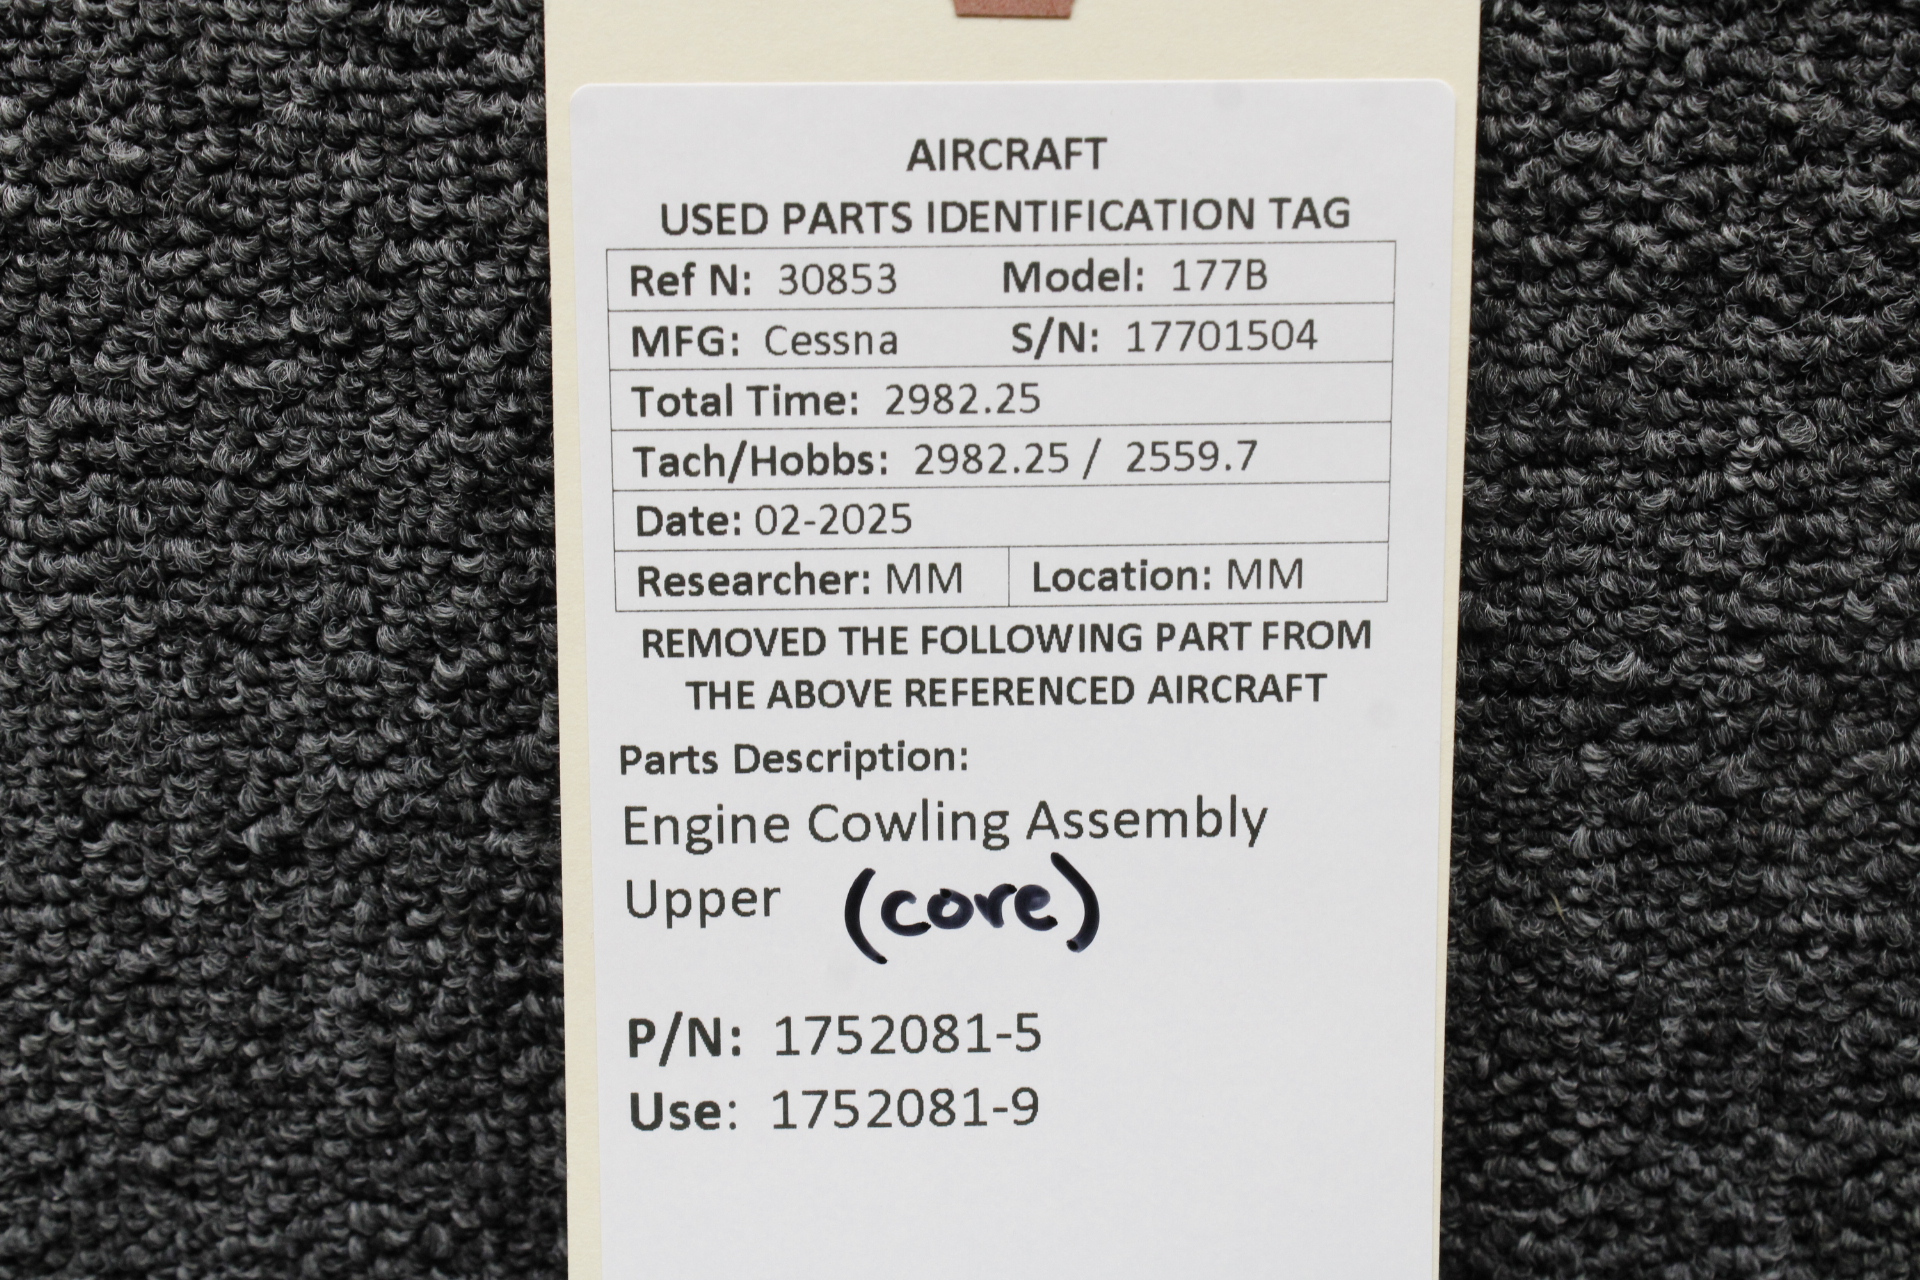 AIRCRAFT
USED PARTS IDENTIFICATION TAG
Ref N: 30853 Model: 177B
MFG: Cessna S/N: 17701504
Total Time: 2982.25
Tach/Hobbs: 2982.25 / 2559.7
Date: 02-2025
Researcher: MM Location: MM
REMOVED THE FOLLOWING PART FROM
THE ABOVE REFERENCED AIRCRAFT
Parts Description:
Engine Cowling Assembly
Upper (core)
P/N: 1752081-5
Use: 1752081-9